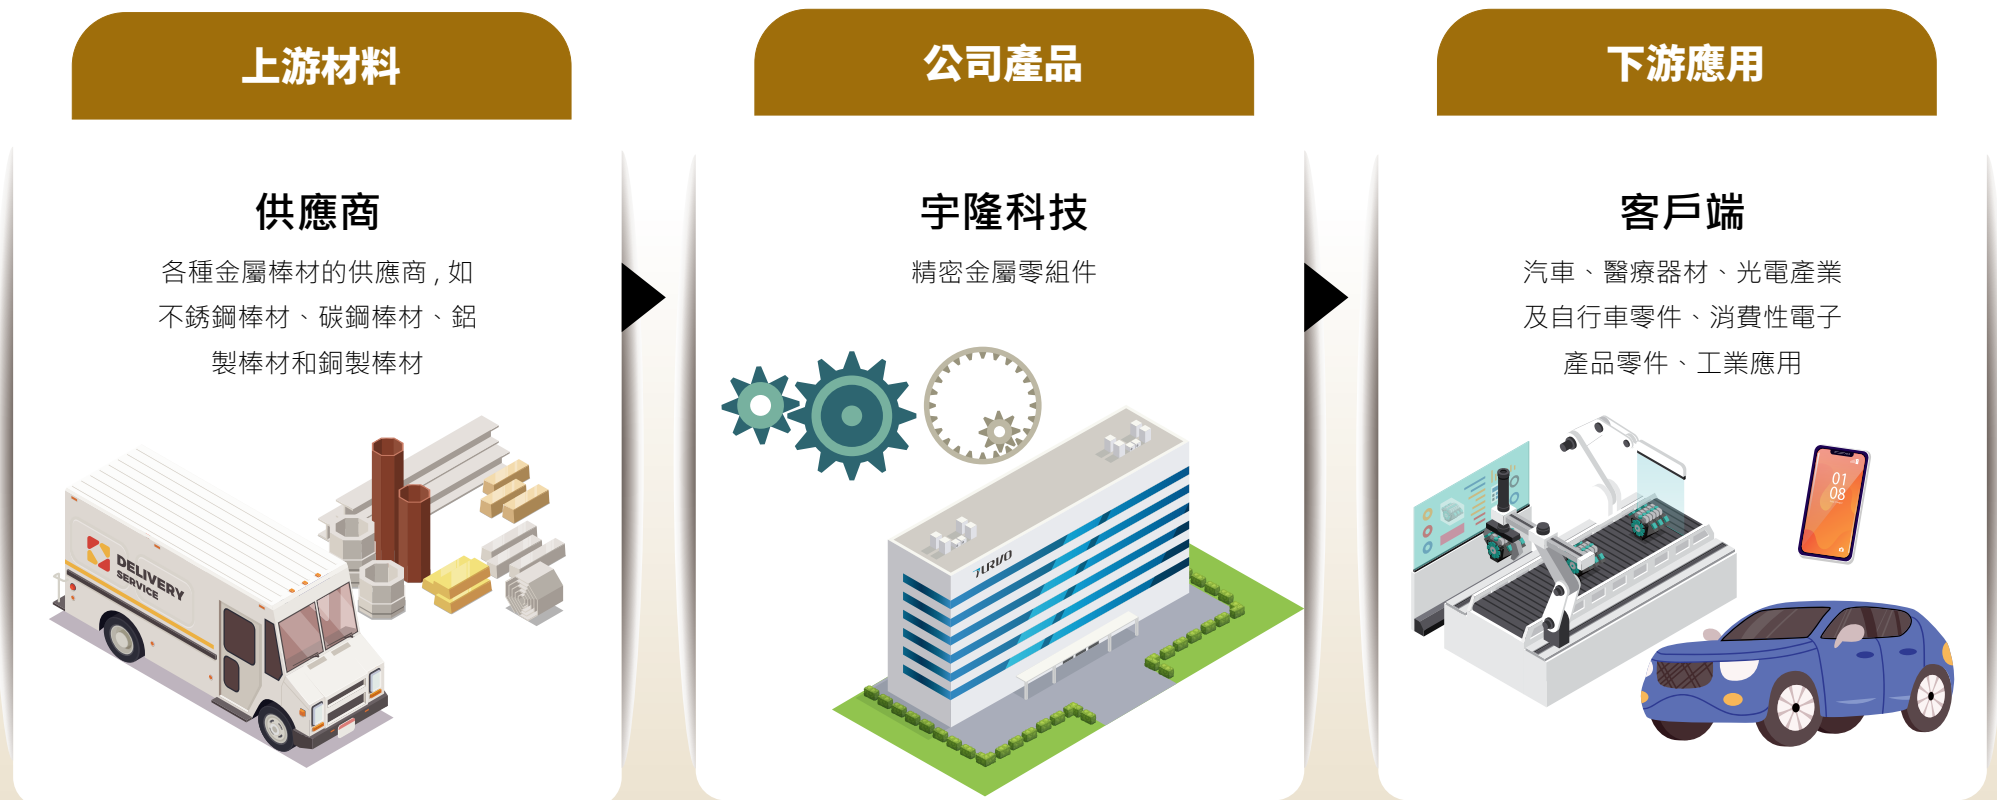 上游材料
供應商
各種金屬棒材的供應商 , 如
不銹鋼棒材、碳鋼棒材、鋁
製棒材和銅製棒材
DELIVERY
SERVICE
公司產品
宇隆科技
精密金屬零組件
TURVO
下游應用
客戶端
汽車、醫療器材、光電產業
及自行車零件、消費性電子
產品零件、工業應用
01
08